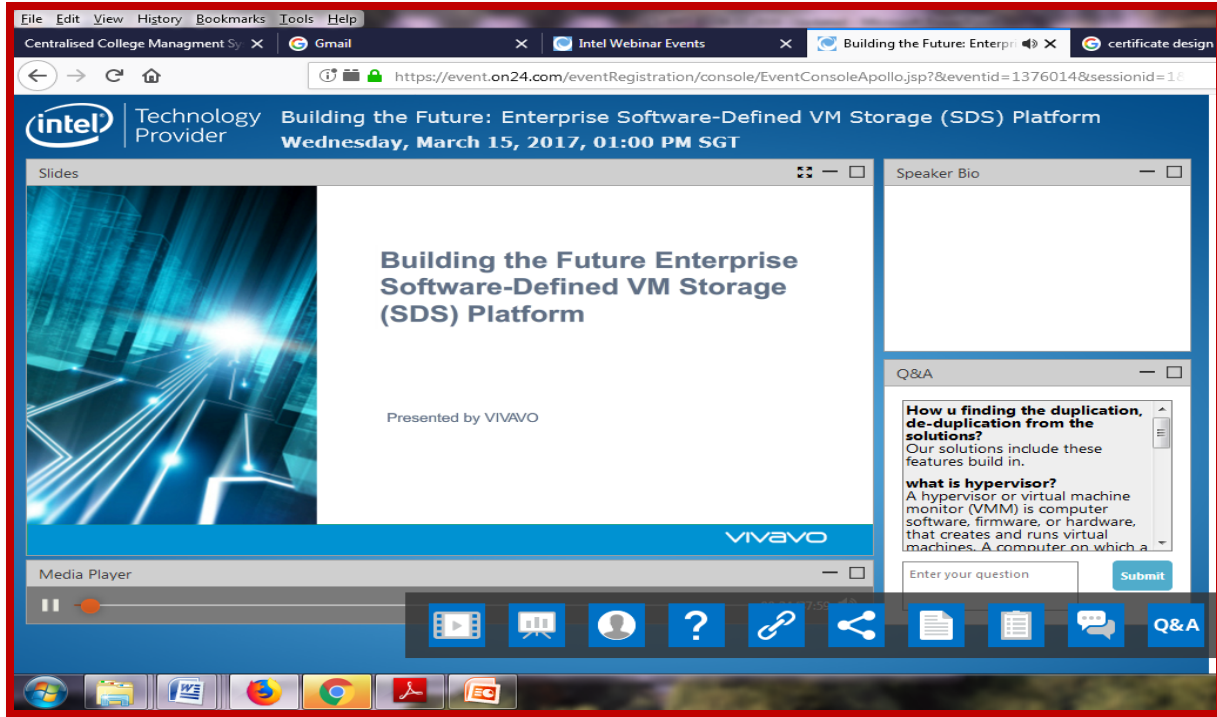 File Edit View History Bookmarks Tools Help
Centralised College Managment Sy
Gmail
Intel Webinar Events
Building the Future: Enterpri
certificate design
https://event.on24.com/eventRegistration/console/EventConsoleApollo.jsp?&eventid=1376014&sessionid=1
intel Technology Provider
Building the Future: Enterprise Software-Defined VM Storage (SDS) Platform
Wednesday, March 15, 2017, 01:00 PM SGT
Slides
Building the Future Enterprise
Software-Defined VM Storage
(SDS) Platform
Presented by VIVAVO
VIVAVO
Speaker Bio
Q&A
How u finding the duplication,
de-duplication from the
solutions?
Our solutions include these
features build in.
what is hypervisor?
A hypervisor or virtual machine
monitor (VMM) is computer
software, firmware, or hardware,
that creates and runs virtual
machines. A computer on which a
Enter your question
Submit
Media Player
?
Q&A